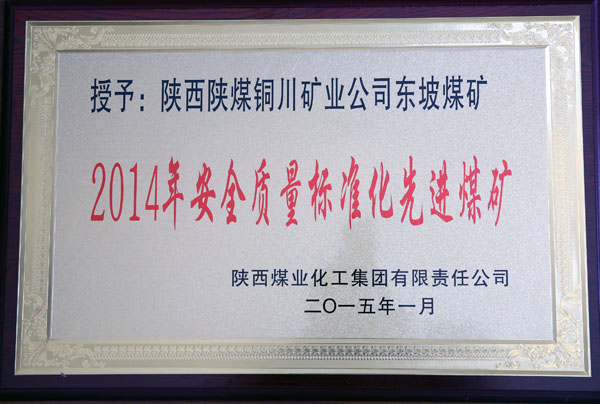 授予：陕西陕煤铜川矿业公司东坡煤矿
2014年安全质量标准化先进煤矿
陕西煤业化工集团有限责任公司
二〇一五年一月